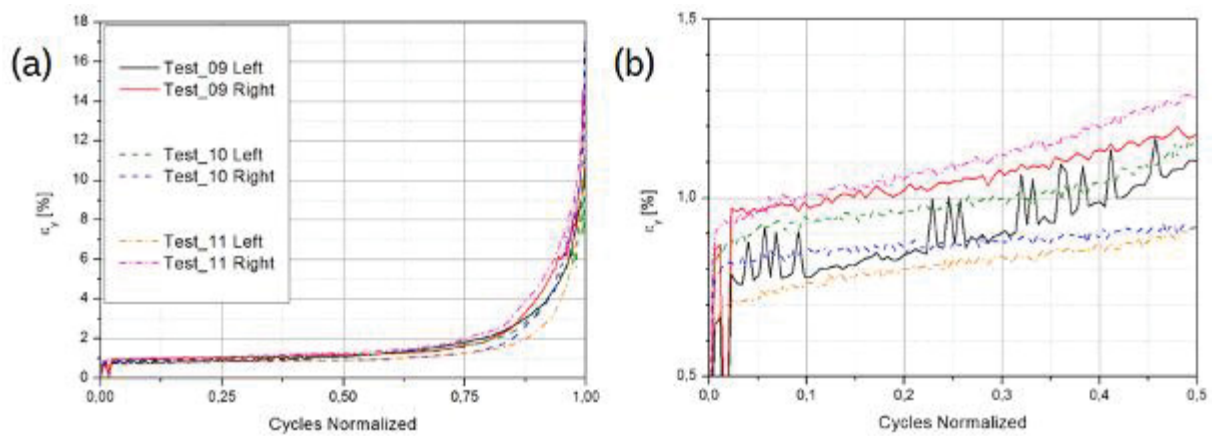 (a)
18
16
14
12
10
8
6
4
2
0
εy [%]
Test_09 Left
Test_09 Right
Test_10 Left
Test_10 Right
Test_11 Left
Test_11 Right
0,00
0,25
0,50
0,75
1,00
Cycles Normalized
(b)
1,5
1,0
0,5
εy [%]
0,0
0,1
0,2
0,3
0,4
0,5
Cycles Normalized